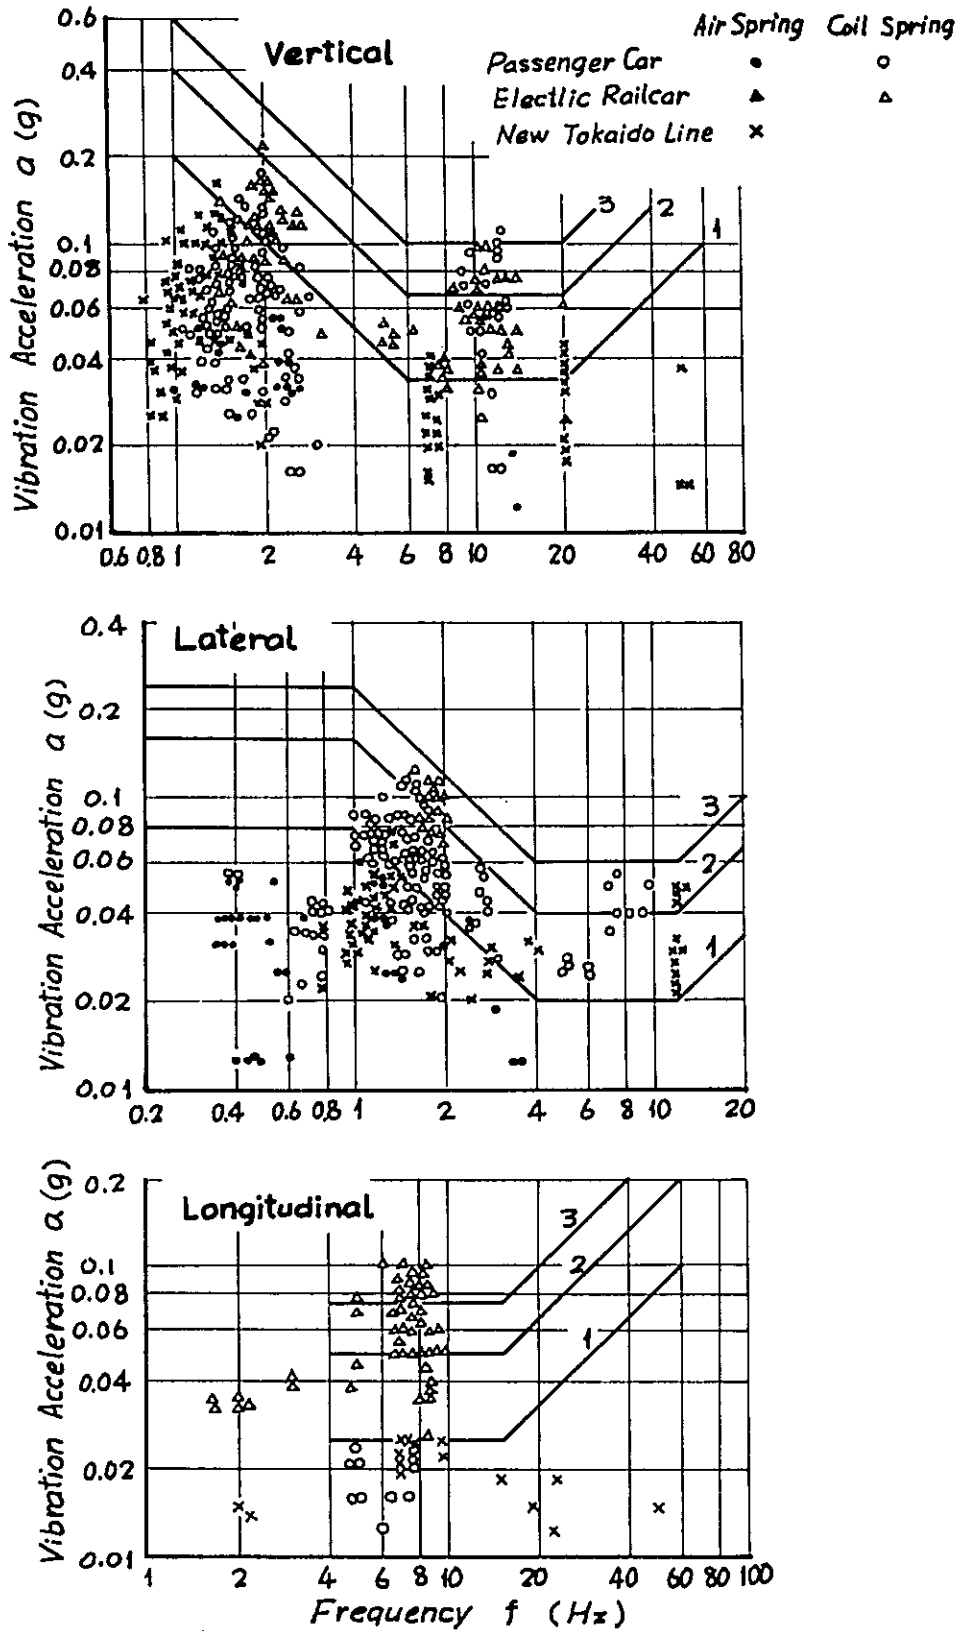 Air Spring Coil Spring
Passenger Car
Electlic Railcar
New Tokaido Line
Vertical
Vibration Acceleration a (g)
0.6
0.4
0.2
0.1
0.08
0.06
0.04
0.02
0.01
3 2 1
0.6 0.8 1 2 4 6 8 10 20 40 60 80
Lateral
Vibration Acceleration a (g)
0.4
0.2
0.1
0.08
0.06
0.04
0.02
0.01
3
2
1
0.2 0.4 0.6 0.8 1 2 4 6 8 10 20
Longitudinal
Vibration Acceleration a (g)
0.2
0.1
0.08
0.06
0.04
0.02
0.01
3
2
1
1 2 4 6 8 10 20 40 60 80 100
Frequency f (Hz)